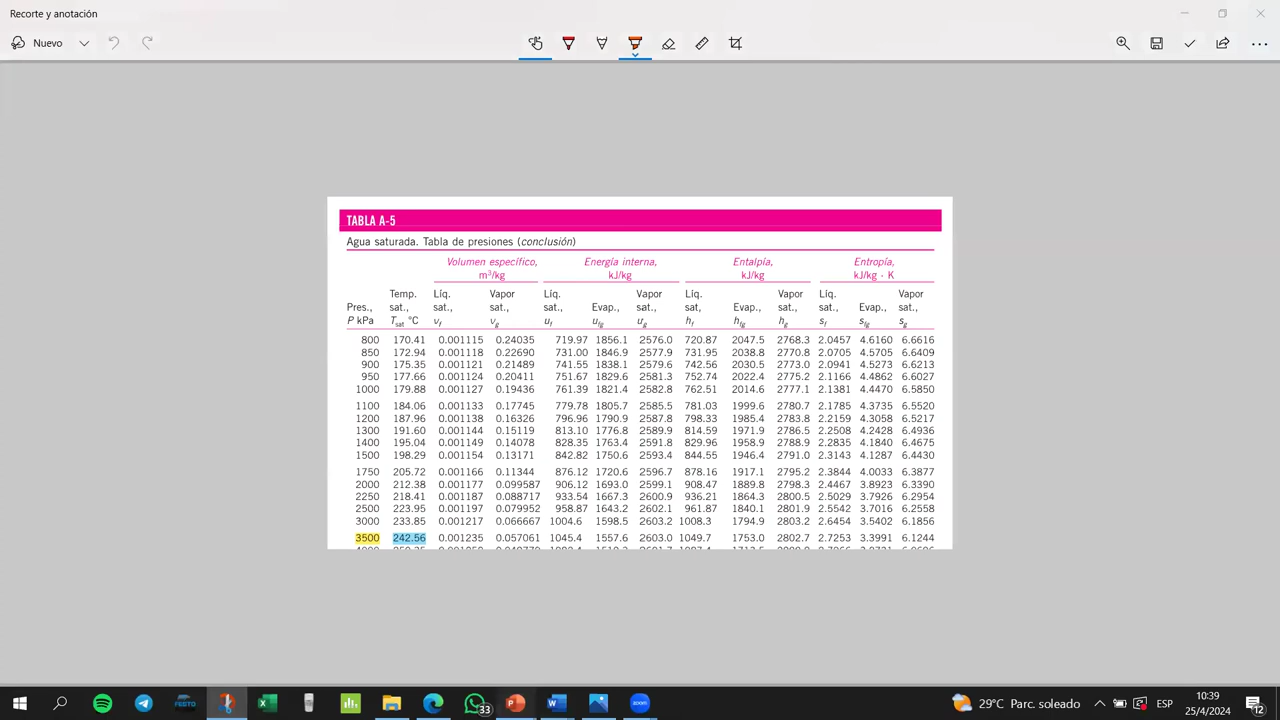 Recorte y anotación
Nuevo
TABLA A-5
Agua saturada. Tabla de presiones (conclusión)
Volumen específico, Energía interna, Entalpía, Entropía,
m³/kg kJ/kg kJ/kg kJ/kg · K
Temp. Líq. Vapor Líq. Vapor Líq. Vapor Líq. Vapor
Pres., sat., sat., sat., sat., Evap., sat., sat, Evap., sat., sat., Evap., sat.,
P kPa Tsat °C vf vg uf ufg ug hf hfg hg sf sfg sg
800 170.41 0.001115 0.24035 719.97 1856.1 2576.0 720.87 2047.5 2768.3 2.0457 4.6160 6.6616
850 172.94 0.001118 0.22690 731.00 1846.9 2577.9 731.95 2038.8 2770.8 2.0705 4.5705 6.6409
900 175.35 0.001121 0.21489 741.55 1838.1 2579.6 742.56 2030.5 2773.0 2.0941 4.5273 6.6213
950 177.66 0.001124 0.20411 751.67 1829.6 2581.3 752.74 2022.4 2775.2 2.1166 4.4862 6.6027
1000 179.88 0.001127 0.19436 761.39 1821.4 2582.8 762.51 2014.6 2777.1 2.1381 4.4470 6.5850
1100 184.06 0.001133 0.17745 779.78 1805.7 2585.5 781.03 1999.6 2780.7 2.1785 4.3735 6.5520
1200 187.96 0.001138 0.16326 796.96 1790.9 2587.8 798.33 1985.4 2783.8 2.2159 4.3058 6.5217
1300 191.60 0.001144 0.15119 813.10 1776.8 2589.9 814.59 1971.9 2786.5 2.2508 4.2428 6.4936
1400 195.04 0.001149 0.14078 828.35 1763.4 2591.8 829.96 1958.9 2788.9 2.2835 4.1840 6.4675
1500 198.29 0.001154 0.13171 842.82 1750.6 2593.4 844.55 1946.4 2791.0 2.3143 4.1287 6.4430
1750 205.72 0.001166 0.11344 876.12 1720.6 2596.7 878.16 1917.1 2795.2 2.3844 4.0033 6.3877
2000 212.38 0.001177 0.099587 906.12 1693.0 2599.1 908.47 1889.8 2798.3 2.4467 3.8923 6.3390
2250 218.41 0.001187 0.088717 933.54 1667.3 2600.9 936.21 1864.3 2800.5 2.5029 3.7926 6.2954
2500 223.95 0.001197 0.079952 958.87 1643.2 2602.1 961.87 1840.1 2801.9 2.5542 3.7016 6.2558
3000 233.85 0.001217 0.066667 1004.6 1598.5 2603.2 1008.3 1794.9 2803.2 2.6454 3.5402 6.1856
3500 242.56 0.001235 0.057061 1045.4 1557.6 2603.0 1049.7 1753.0 2802.7 2.7253 3.3991 6.1244
FESTO
33
zoom
29°C Parc. soleado
ESP
10:39
25/4/2024
12